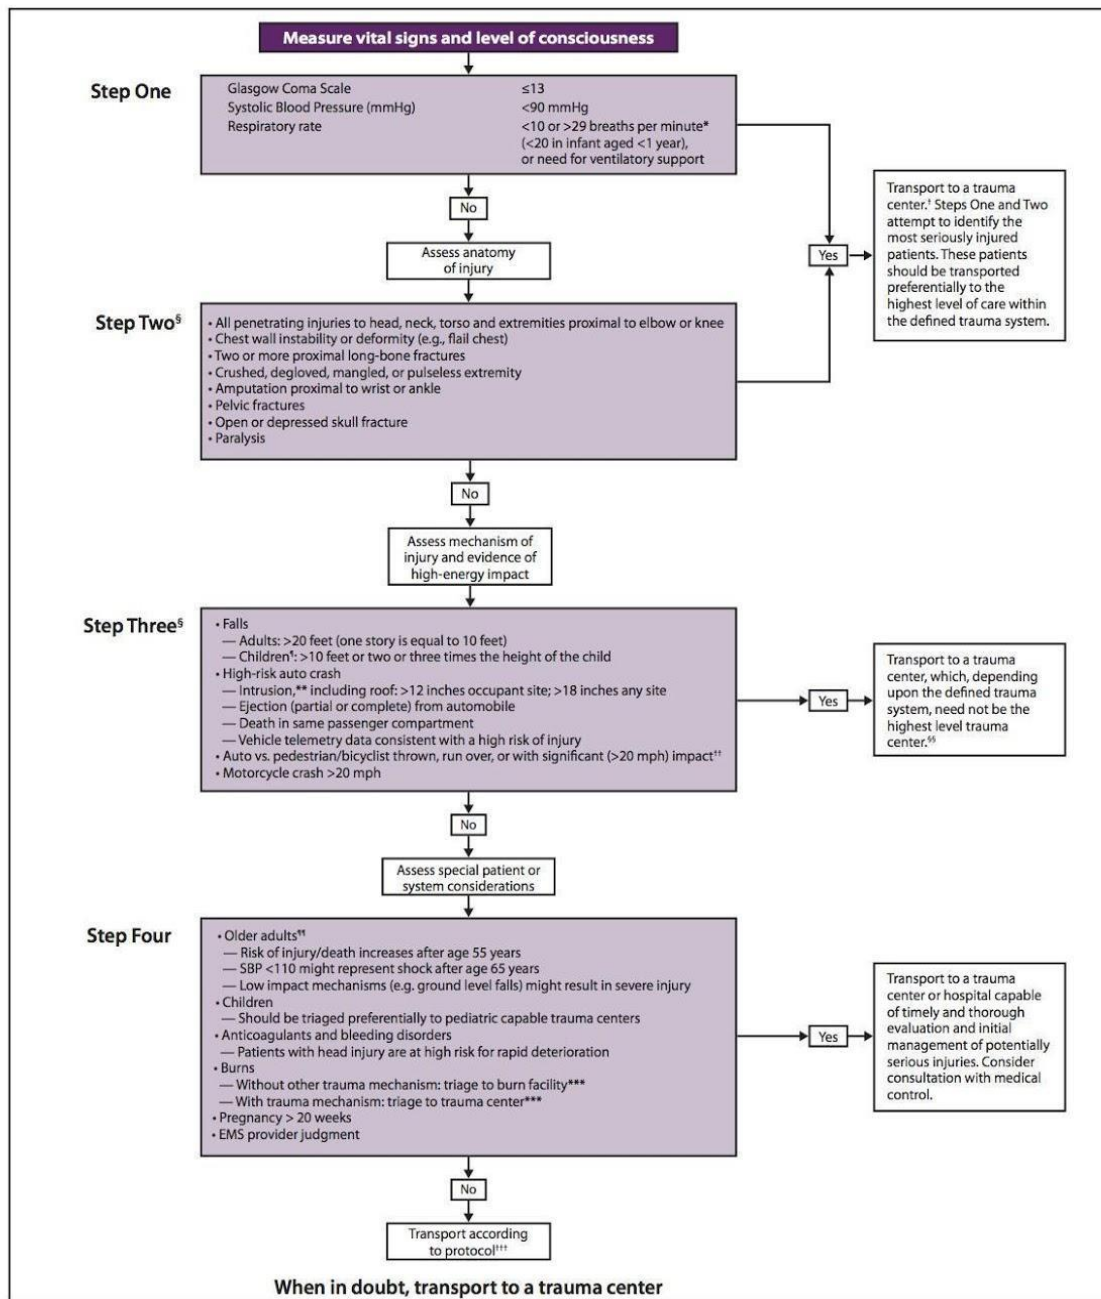 Measure vital signs and level of consciousness
Step One
Glasgow Coma Scale ≤13
Systolic Blood Pressure (mmHg) <90 mmHg
Respiratory rate <10 or >29 breaths per minute*
(<20 in infant aged <1 year),
or need for ventilatory support
No
Assess anatomy
of injury
Yes
Transport to a trauma
center.† Steps One and Two
attempt to identify the
most seriously injured
patients. These patients
should be transported
preferentially to the
highest level of care within
the defined trauma system.
Step Two§
• All penetrating injuries to head, neck, torso and extremities proximal to elbow or knee
• Chest wall instability or deformity (e.g., flail chest)
• Two or more proximal long-bone fractures
• Crushed, degloved, mangled, or pulseless extremity
• Amputation proximal to wrist or ankle
• Pelvic fractures
• Open or depressed skull fracture
• Paralysis
No
Assess mechanism of
injury and evidence of
high-energy impact
Step Three§
• Falls
— Adults: >20 feet (one story is equal to 10 feet)
— Children¶: >10 feet or two or three times the height of the child
• High-risk auto crash
— Intrusion,** including roof: >12 inches occupant site; >18 inches any site
— Ejection (partial or complete) from automobile
— Death in same passenger compartment
— Vehicle telemetry data consistent with a high risk of injury
• Auto vs. pedestrian/bicyclist thrown, run over, or with significant (>20 mph) impact††
• Motorcycle crash >20 mph
Yes
Transport to a trauma
center, which, depending
upon the defined trauma
system, need not be the
highest level trauma
center.§§
No
Assess special patient or
system considerations
Step Four
• Older adults¶¶
— Risk of injury/death increases after age 55 years
— SBP <110 might represent shock after age 65 years
— Low impact mechanisms (e.g. ground level falls) might result in severe injury
• Children
— Should be triaged preferentially to pediatric capable trauma centers
• Anticoagulants and bleeding disorders
— Patients with head injury are at high risk for rapid deterioration
• Burns
— Without other trauma mechanism: triage to burn facility***
— With trauma mechanism: triage to trauma center***
• Pregnancy > 20 weeks
• EMS provider judgment
Yes
Transport to a trauma
center or hospital capable
of timely and thorough
evaluation and initial
management of potentially
serious injuries. Consider
consultation with medical
control.
No
Transport according
to protocol†††
When in doubt, transport to a trauma center